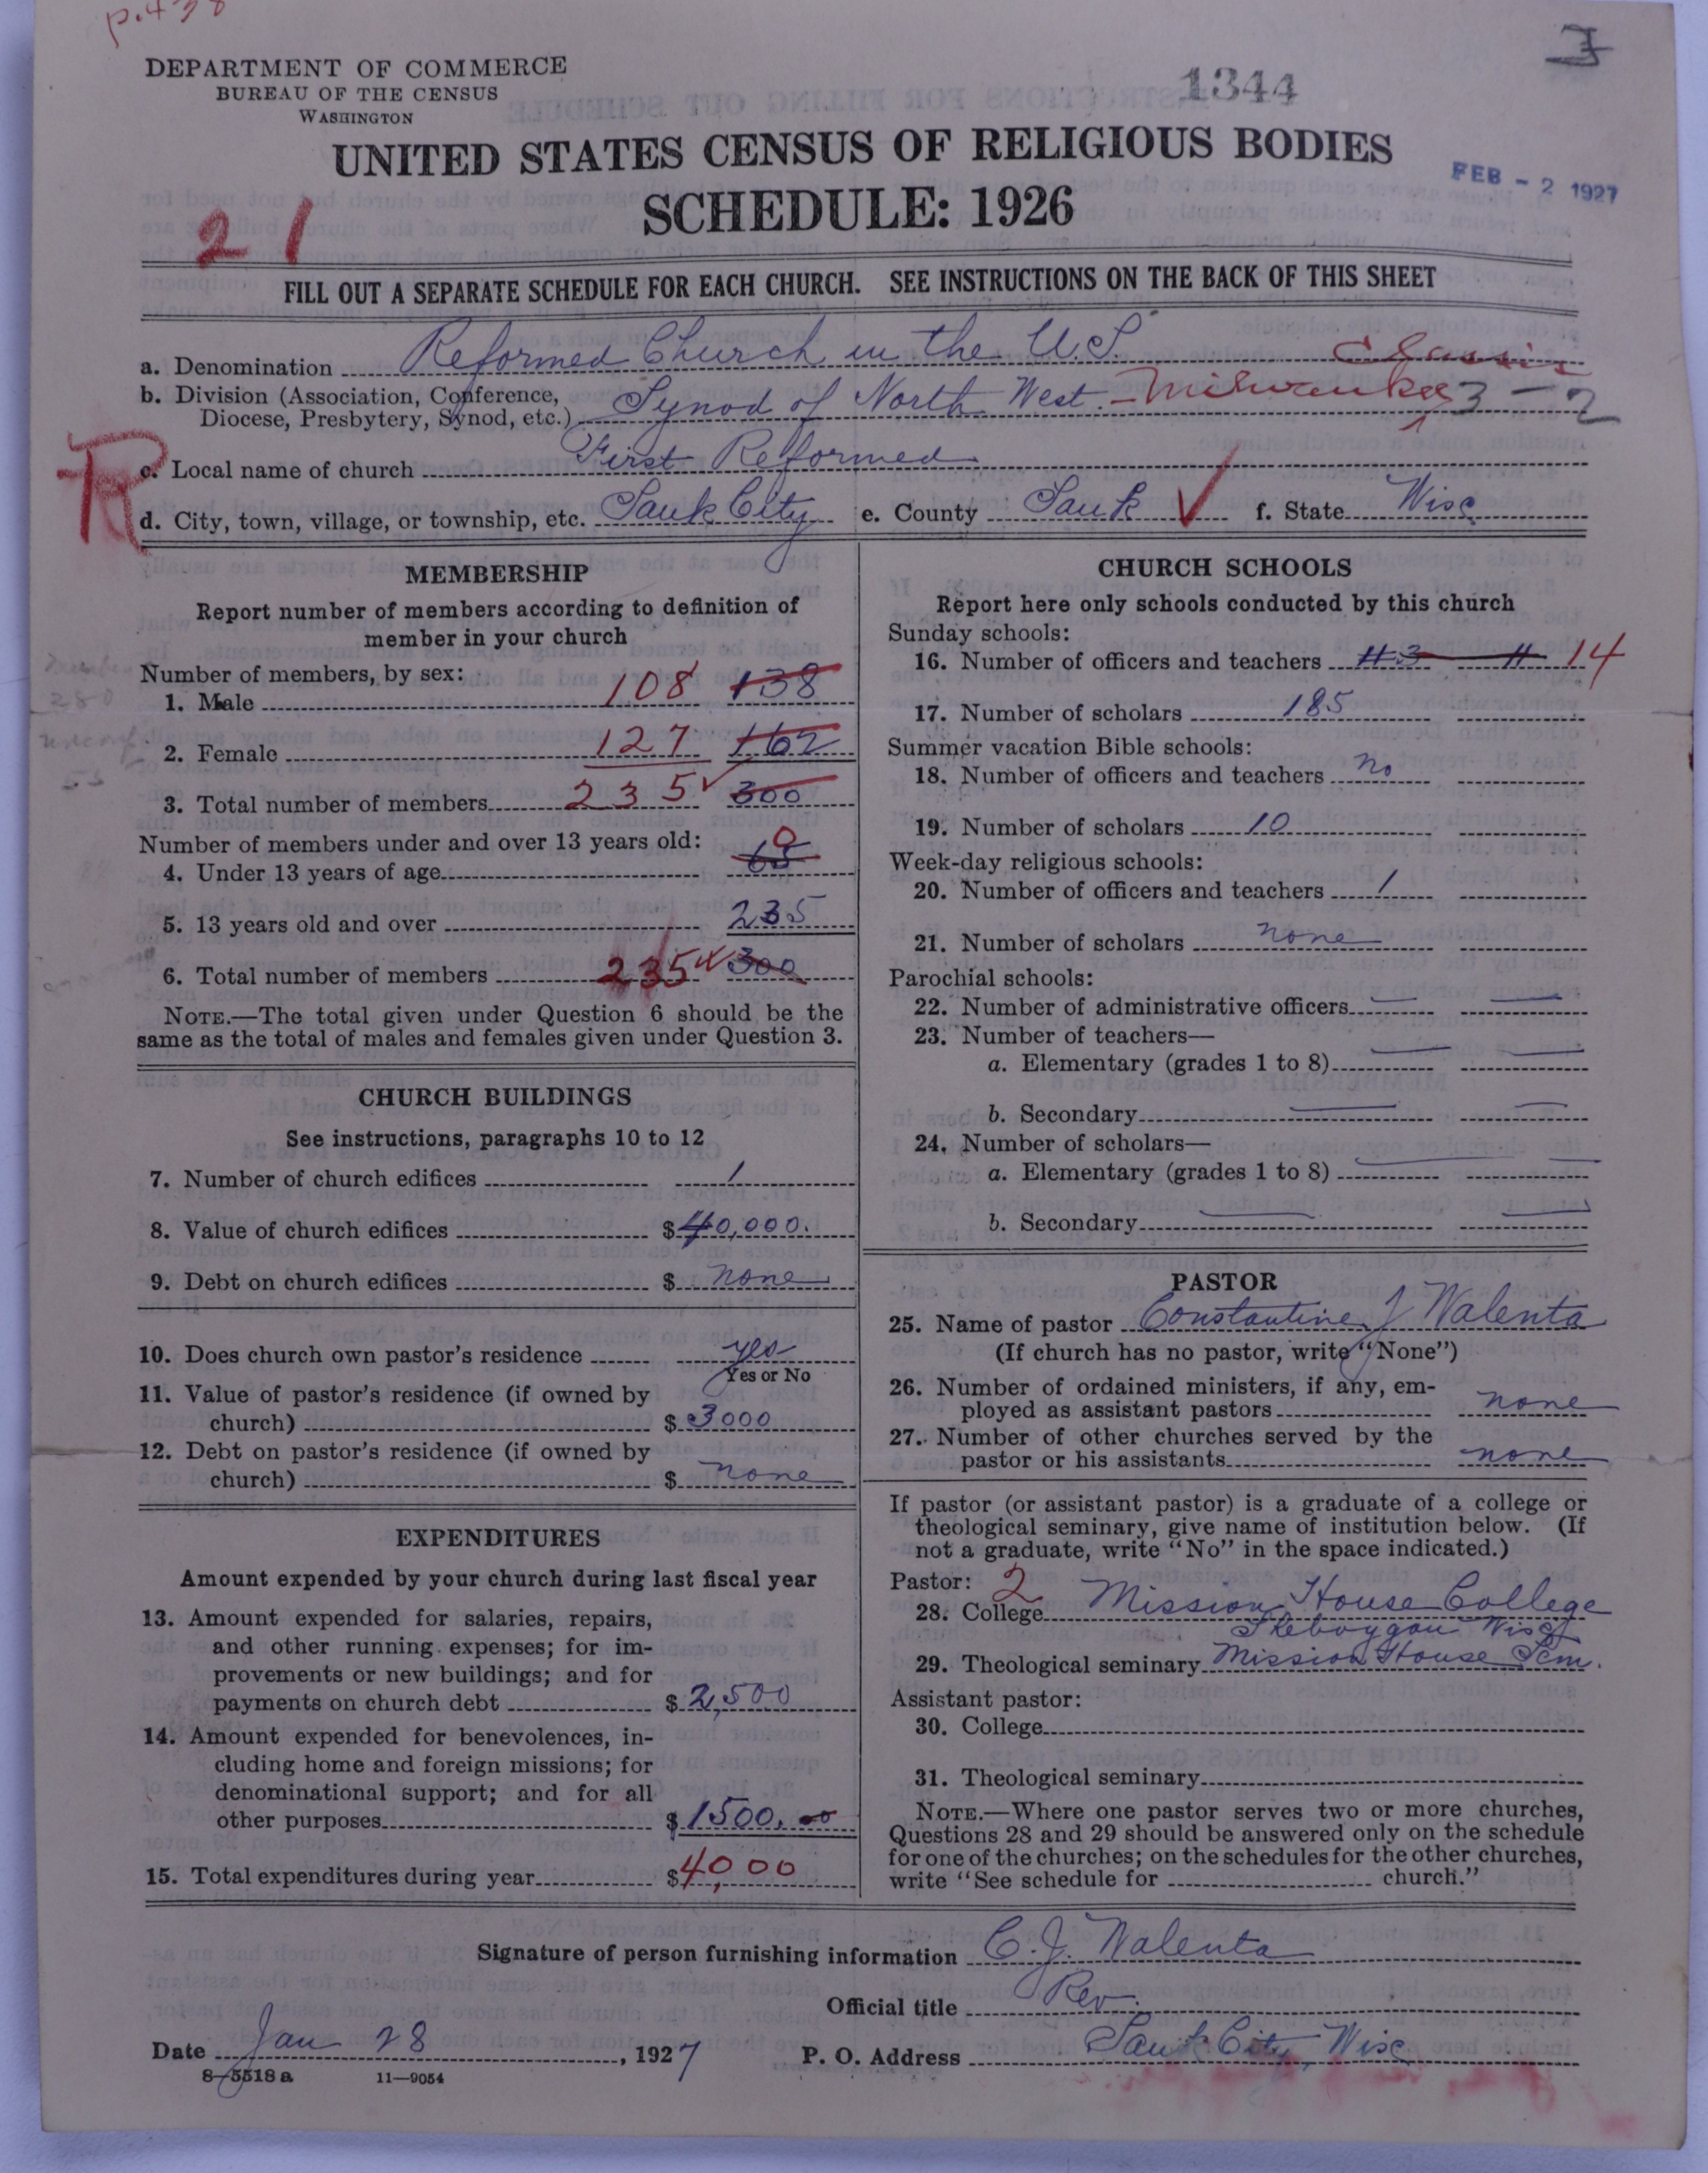 p. 438
DEPARTMENT OF COMMERCE
BUREAU OF THE CENSUS
WASHINGTON
1344
UNITED STATES CENSUS OF RELIGIOUS BODIES
SCHEDULE: 1926
FEB - 2 1927
21
FILL OUT A SEPARATE SCHEDULE FOR EACH CHURCH. SEE INSTRUCTIONS ON THE BACK OF THIS SHEET
a. Denomination Reformed Church in the U.S. Classis
b. Division (Association, Conference,
Diocese, Presbytery, Synod, etc.) Synod of North West. - Milwaukee 3 - 2
R
c. Local name of church First Reformed
d. City, town, village, or township, etc. Sauk City e. County Sauk f. State Wisc
MEMBERSHIP
Report number of members according to definition of
member in your church
Number of members, by sex:
1. Male 108 138
2. Female 127 162
3. Total number of members 235 300
Number of members under and over 13 years old:
4. Under 13 years of age 0 65
5. 13 years old and over 235
6. Total number of members 235 300
NOTE.—The total given under Question 6 should be the
same as the total of males and females given under Question 3.
CHURCH BUILDINGS
See instructions, paragraphs 10 to 12
7. Number of church edifices 1
8. Value of church edifices $40,000.
9. Debt on church edifices $ none
10. Does church own pastor's residence yes
Yes or No
11. Value of pastor's residence (if owned by
church) $ 3000
12. Debt on pastor's residence (if owned by
church) $ none
EXPENDITURES
Amount expended by your church during last fiscal year
13. Amount expended for salaries, repairs,
and other running expenses; for im-
provements or new buildings; and for
payments on church debt $ 2,500
14. Amount expended for benevolences, in-
cluding home and foreign missions; for
denominational support; and for all
other purposes $ 1500.00
15. Total expenditures during year $4,000
CHURCH SCHOOLS
Report here only schools conducted by this church
Sunday schools:
16. Number of officers and teachers 14
17. Number of scholars 185
Summer vacation Bible schools:
18. Number of officers and teachers no
19. Number of scholars 10
Week-day religious schools:
20. Number of officers and teachers 1
21. Number of scholars none
Parochial schools:
22. Number of administrative officers
23. Number of teachers—
a. Elementary (grades 1 to 8)
b. Secondary
24. Number of scholars—
a. Elementary (grades 1 to 8)
b. Secondary
PASTOR
25. Name of pastor Constantine J Walenta
(If church has no pastor, write "None")
26. Number of ordained ministers, if any, em-
ployed as assistant pastors none
27. Number of other churches served by the
pastor or his assistants none
If pastor (or assistant pastor) is a graduate of a college or
theological seminary, give name of institution below. (If
not a graduate, write "No" in the space indicated.)
Pastor: 2
28. College Mission House College
Sheboygan Wisc
29. Theological seminary Mission House Sem.
Assistant pastor:
30. College
31. Theological seminary
NOTE.—Where one pastor serves two or more churches,
Questions 28 and 29 should be answered only on the schedule
for one of the churches; on the schedules for the other churches,
write "See schedule for church."
Signature of person furnishing information C. J. Walenta
Official title Rev.
Date Jan 28, 1927 P. O. Address Sauk City, Wisc
8-5518 a 11—9054